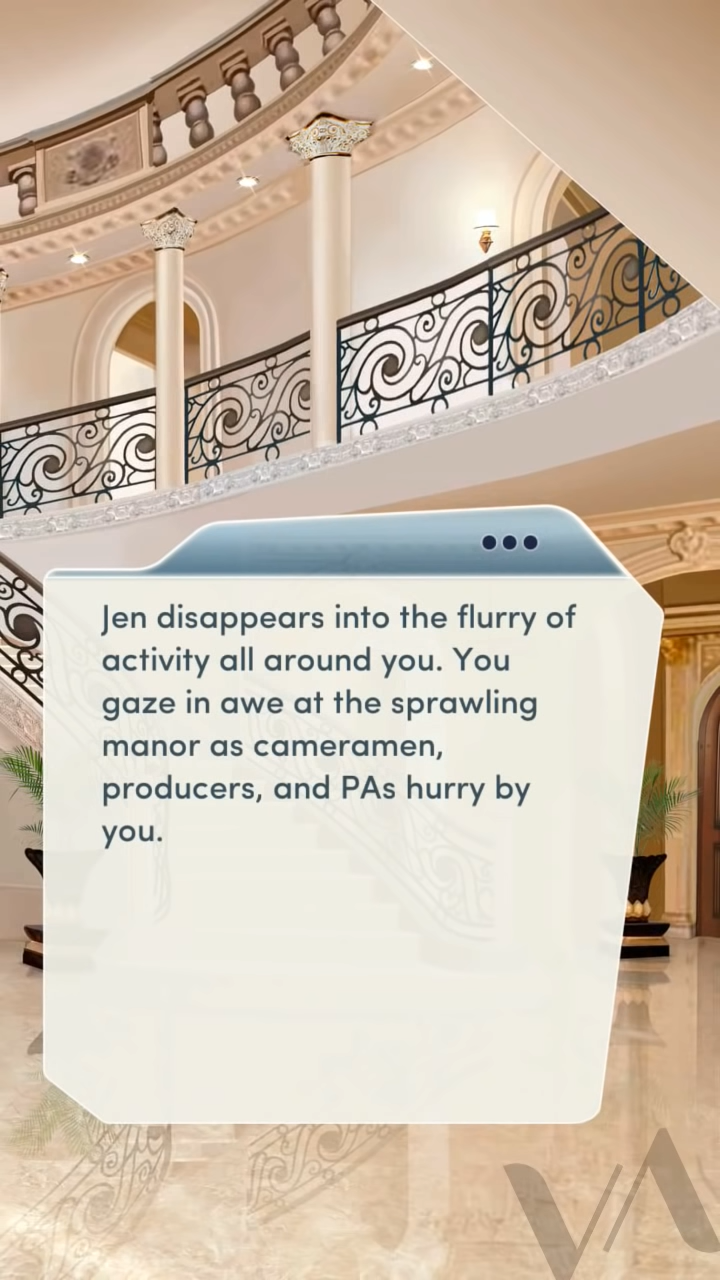 Jen disappears into the flurry of
activity all around you. You
gaze in awe at the sprawling
manor as cameramen,
producers, and PAs hurry by
you.
VA